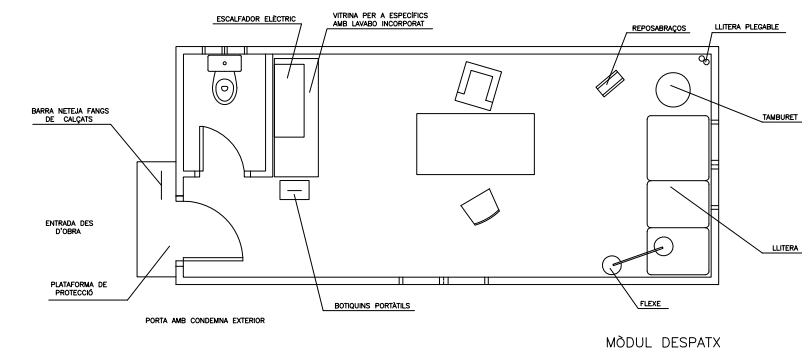 ESCALFADOR ELÈCTRIC
VITRINA PER A ESPECÍFICS
AMB LAVABO INCORPORAT
REPOSABRAÇOS
LLITERA PLEGABLE
BARRA NETEJA FANGS
DE CALÇATS
TAMBURET
ENTRADA DES
D'OBRA
LLITERA
PLATAFORMA DE
PROTECCIÓ
BOTIQUINS PORTÀTILS
FLEXE
PORTA AMB CONDEMNA EXTERIOR
MÒDUL DESPATX